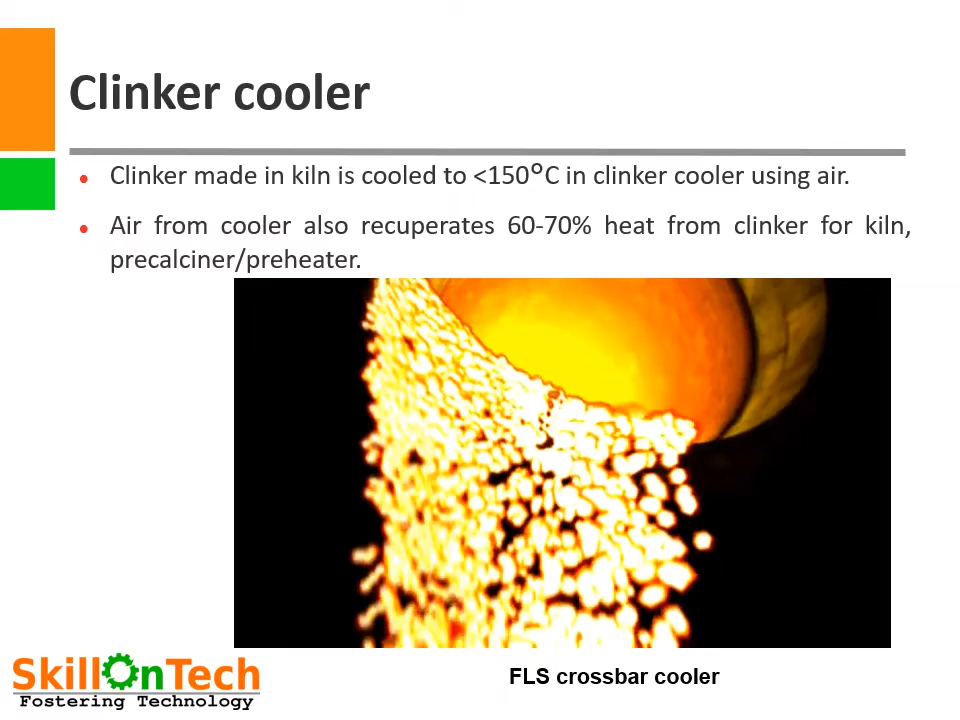 Clinker cooler
Clinker made in kiln is cooled to <150°C in clinker cooler using air.
Air from cooler also recuperates 60-70% heat from clinker for kiln,
precalciner/preheater.
SkillOnTech
Fostering Technology
FLS crossbar cooler